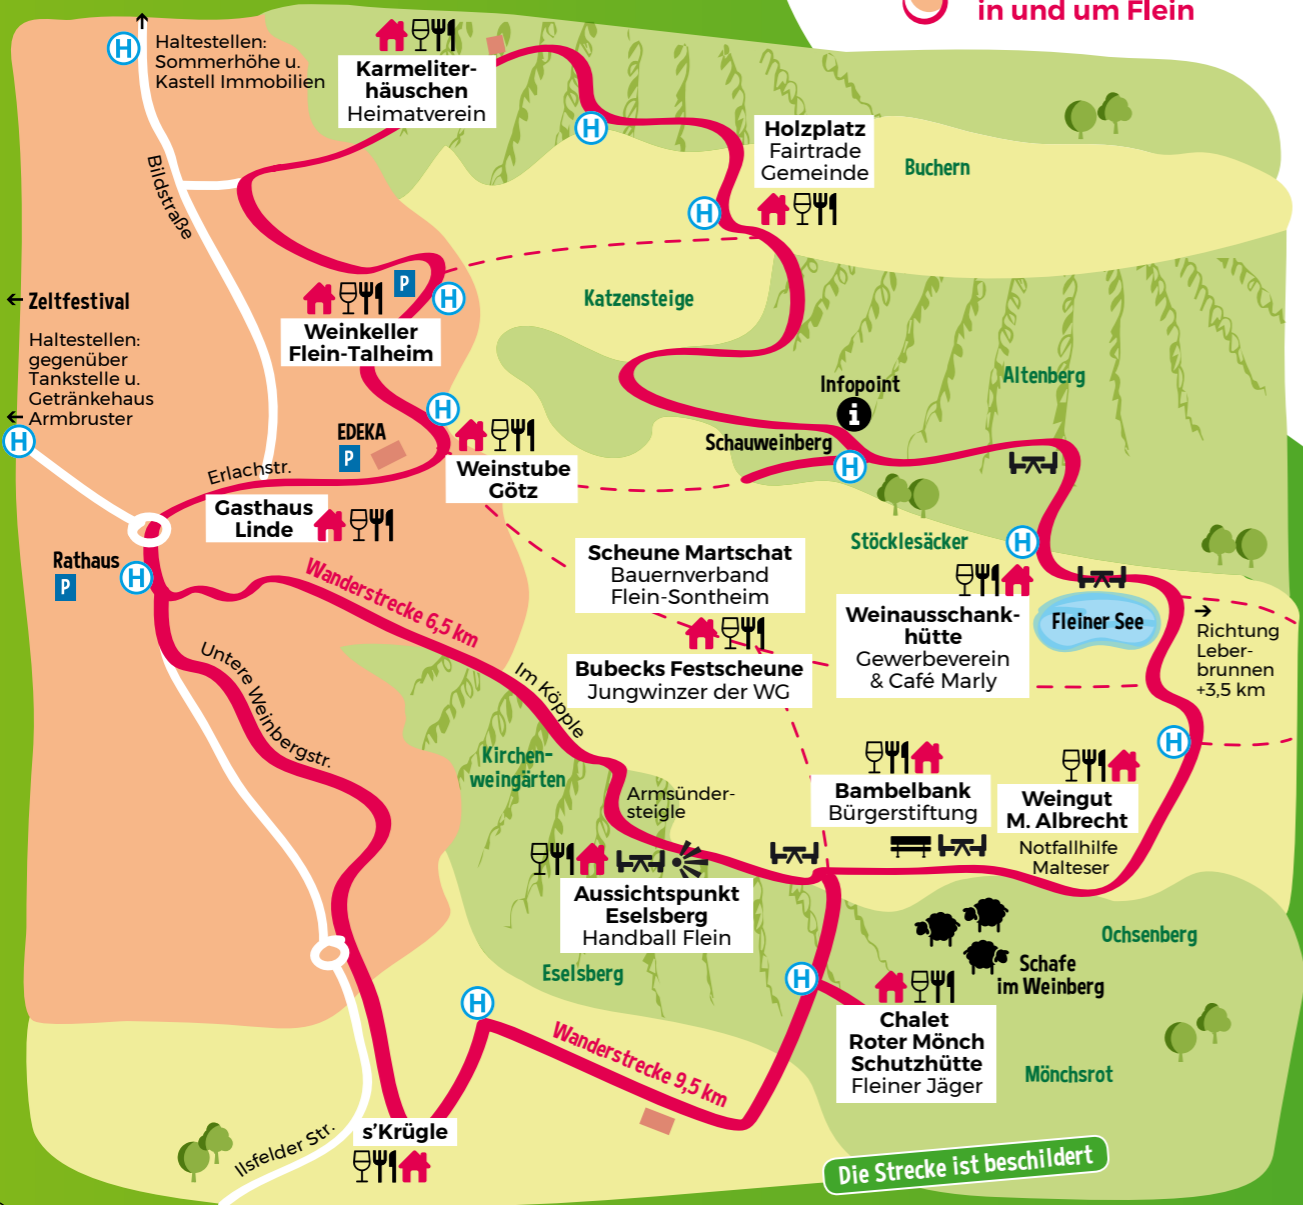 in und um Flein
H
Haltestellen:
Sommerhöhe u.
Kastell Immobilien
Karmeliter-
häuschen
Heimatverein
H
Holzplatz
Fairtrade
Gemeinde
Buchern
Bildstraße
H
Zeltfestival
Haltestellen:
gegenüber
Tankstelle u.
Getränkehaus
Armbruster
H
P
H
Weinkeller
Flein-Talheim
Katzensteige
Altenberg
Infopoint
i
Schauweinberg
H
H
EDEKA
P
Weinstube
Götz
Erlachstr.
Gasthaus
Linde
Rathaus
P
H
Wanderstrecke 6,5 km
Scheune Martschat
Bauernverband
Flein-Sontheim
Stöcklesäcker
H
Weinausschank-
hütte
Gewerbeverein
& Café Marly
Fleiner See
Richtung
Leber-
brunnen
+3,5 km
Bubecks Festscheune
Jungwinzer der WG
Untere Weinbergstr.
Im Köpple
Kirchen-
weingärten
Armsünder-
steigle
H
Bambelbank
Bürgerstiftung
Weingut
M. Albrecht
Notfallhilfe
Malteser
Aussichtspunkt
Eselsberg
Handball Flein
Eselsberg
Ochsenberg
Schafe
im Weinberg
H
H
Chalet
Roter Mönch
Schutzhütte
Fleiner Jäger
Mönchsrot
Wanderstrecke 9,5 km
s’Krügle
Ilsfelder Str.
Die Strecke ist beschildert